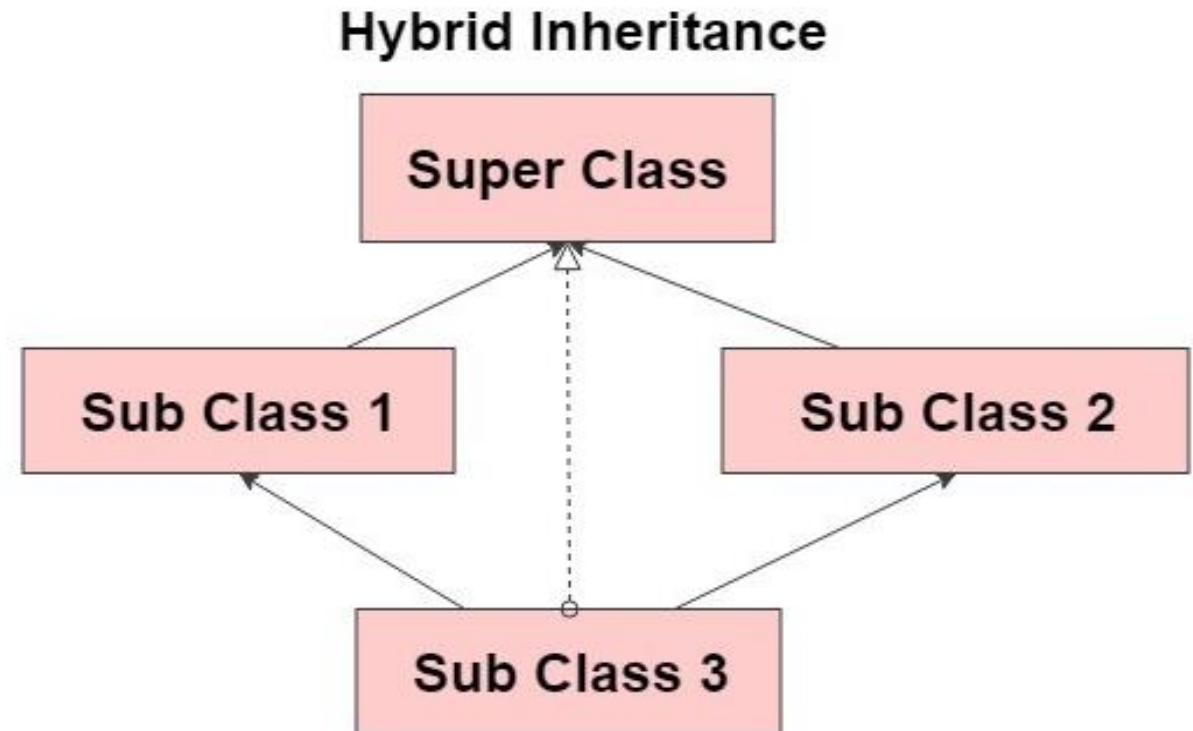 Hybrid Inheritance
Super Class
Sub Class 1
Sub Class 2
Sub Class 3